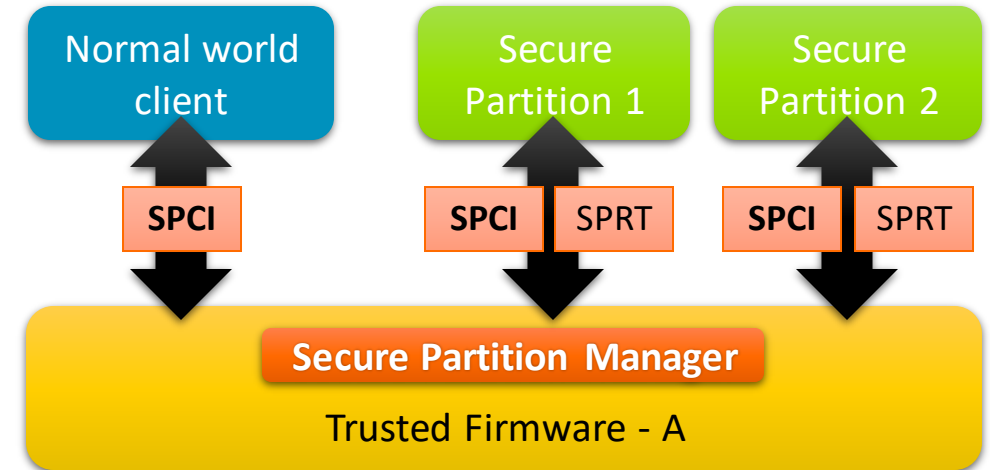 Normal world
client
Secure
Partition 1
Secure
Partition 2
SPCI
SPCI
SPRT
SPCI
SPRT
Secure Partition Manager
Trusted Firmware - A